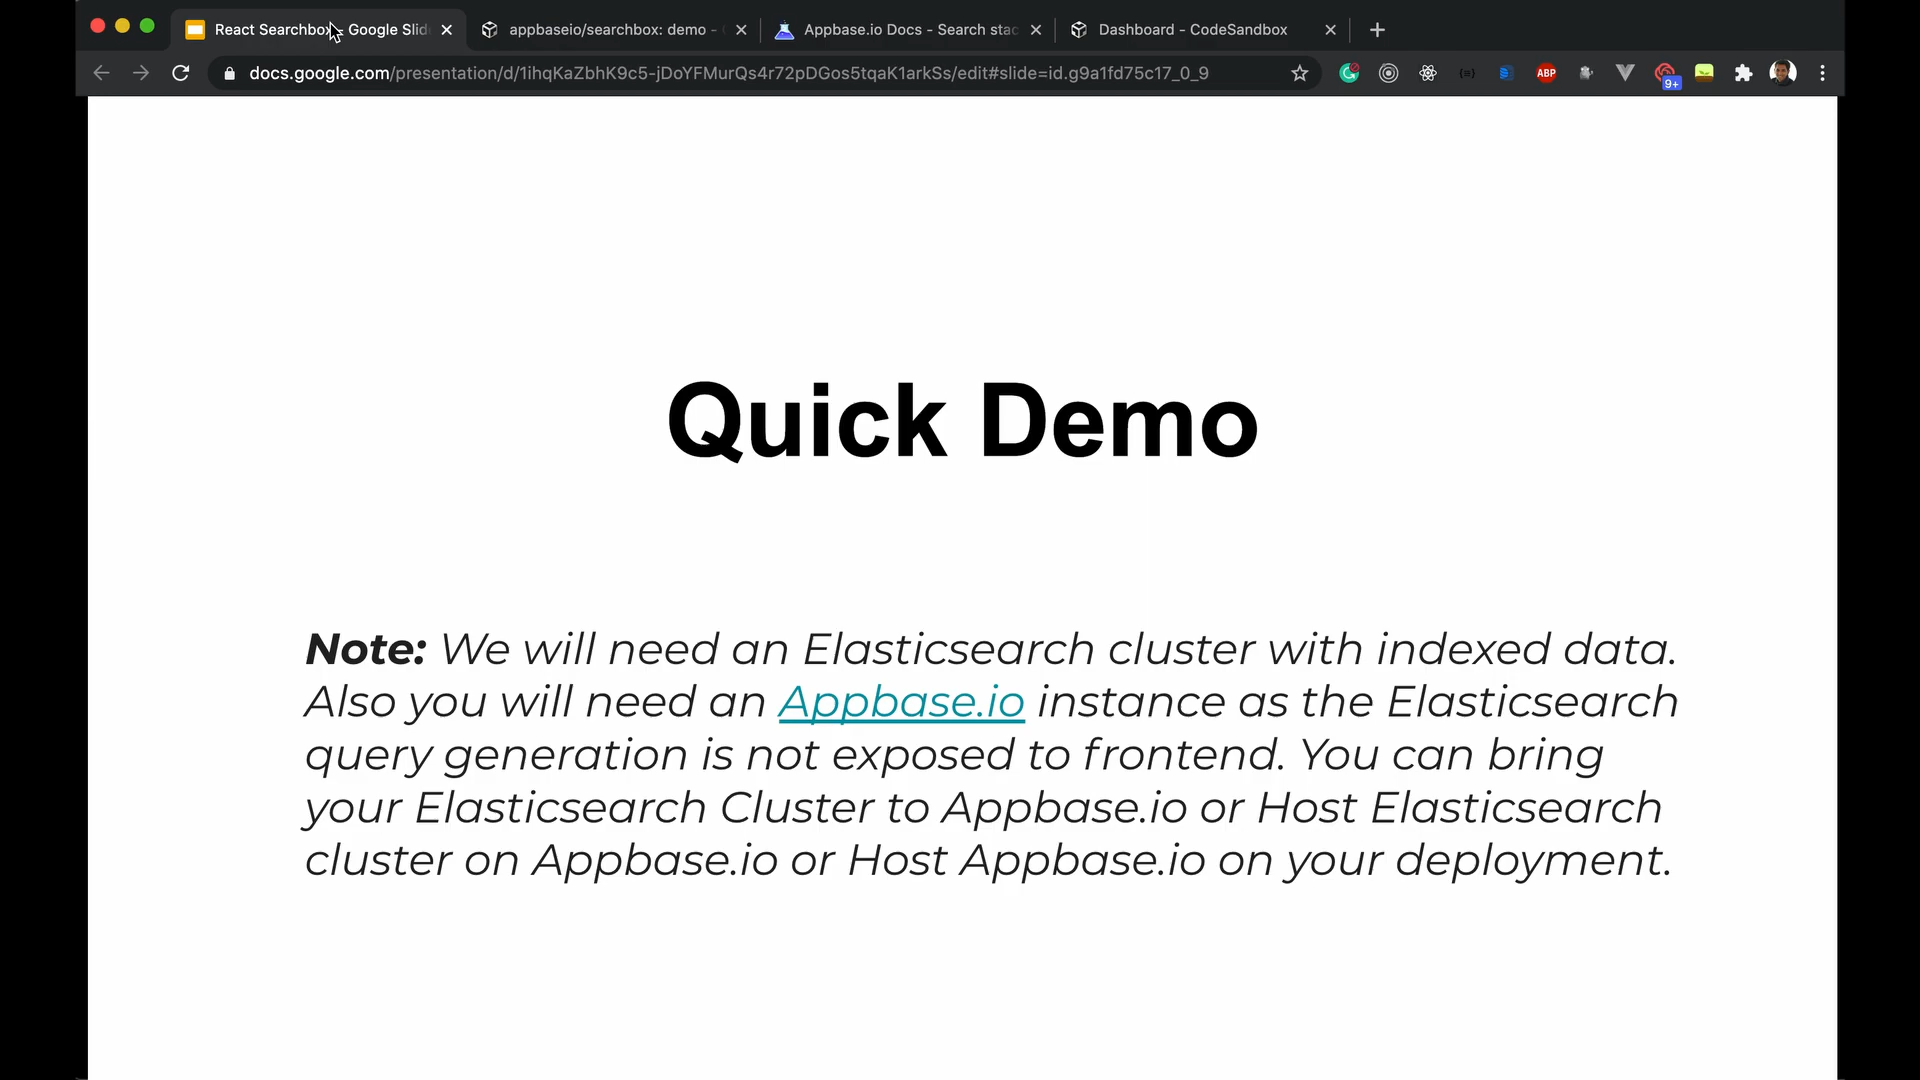 React Searchbox - Google Slid
appbaseio/searchbox: demo -
Appbase.io Docs - Search stac
Dashboard - CodeSandbox
docs.google.com/presentation/d/1ihqKaZbhK9c5-jDoYFMurQs4r72pDGos5tqaK1arkSs/edit#slide=id.g9a1fd75c17_0_9
ABP
9+
Quick Demo
Note: We will need an Elasticsearch cluster with indexed data.
Also you will need an Appbase.io instance as the Elasticsearch
query generation is not exposed to frontend. You can bring
your Elasticsearch Cluster to Appbase.io or Host Elasticsearch
cluster on Appbase.io or Host Appbase.io on your deployment.